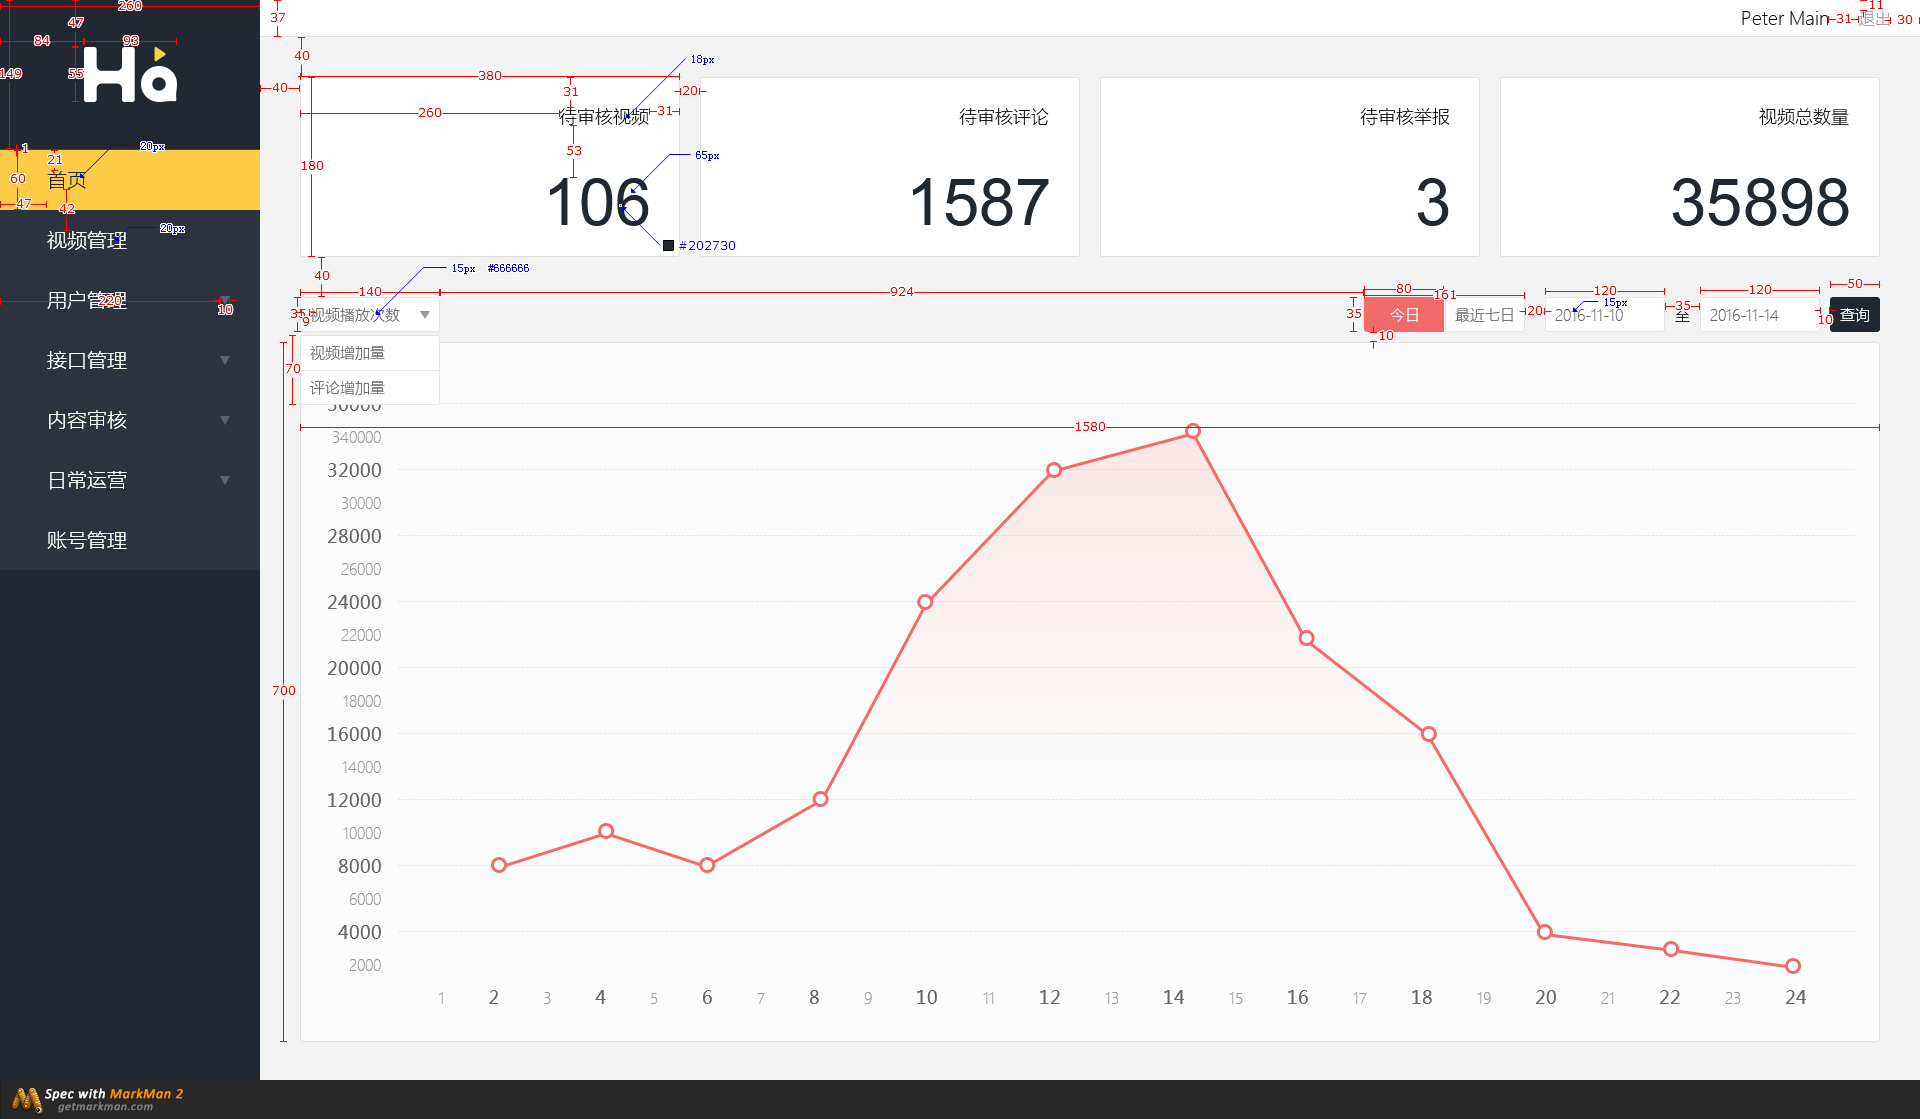 260
37
47
Peter Main
31
11
退出
30
84
93
149
55
Ha
40
380
18px
40
31
20
260
待审核视频
31
待审核评论
待审核举报
视频总数量
53
65px
180
106
1587
3
35898
#202730
1
20px
21
60
首页
47
42
20px
视频管理
用户管理
220
10
接口管理
内容审核
日常运营
账号管理
40
15px #666666
140
924
80
161
120
120
50
35
9
视频播放次数
35
今日
最近七日
20
15px
2016-11-10
35
至
2016-11-14
10
查询
10
70
视频增加量
评论增加量
36000
1580
340000
32000
30000
28000
26000
24000
22000
20000
700
18000
16000
14000
12000
10000
8000
6000
4000
2000
1 2 3 4 5 6 7 8 9 10 11 12 13 14 15 16 17 18 19 20 21 22 23 24
Spec with MarkMan 2
getmarkman.com